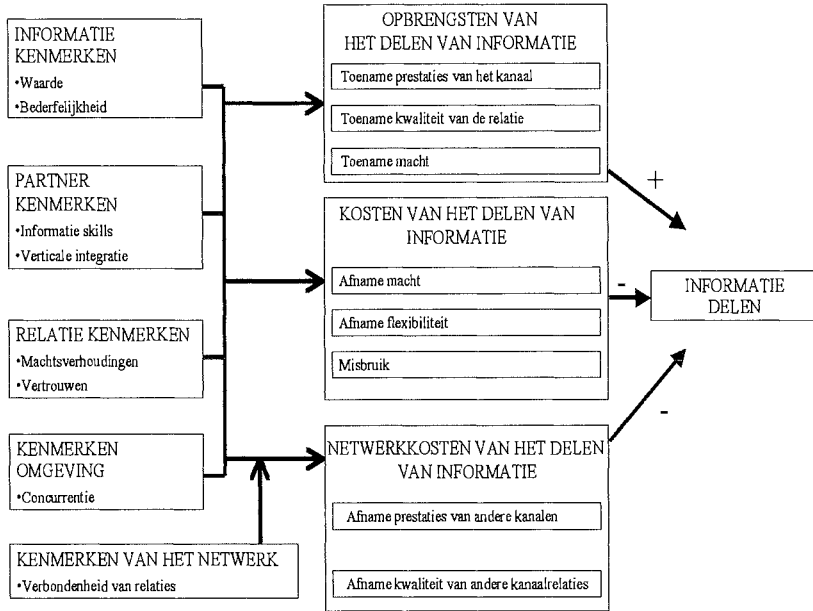 INFORMATIE
KENMERKEN
•Waarde
•Bederfelijkheid
PARTNER
KENMERKEN
•Informatie skills
•Verticale integratie
RELATIE KENMERKEN
•Machtsverhoudingen
•Vertrouwen
KENMERKEN
OMGEVING
•Concurrentie
KENMERKEN VAN HET NETWERK
•Verbondenheid van relaties
OPBRENGSTEN VAN
HET DELEN VAN INFORMATIE
Toename prestaties van het kanaal
Toename kwaliteit van de relatie
Toename macht
KOSTEN VAN HET DELEN VAN
INFORMATIE
Afname macht
Afname flexibiliteit
Misbruik
NETWERKKOSTEN VAN HET DELEN
VAN INFORMATIE
Afname prestaties van andere kanalen
Afname kwaliteit van andere kanaalrelaties
+
-
-
INFORMATIE
DELEN